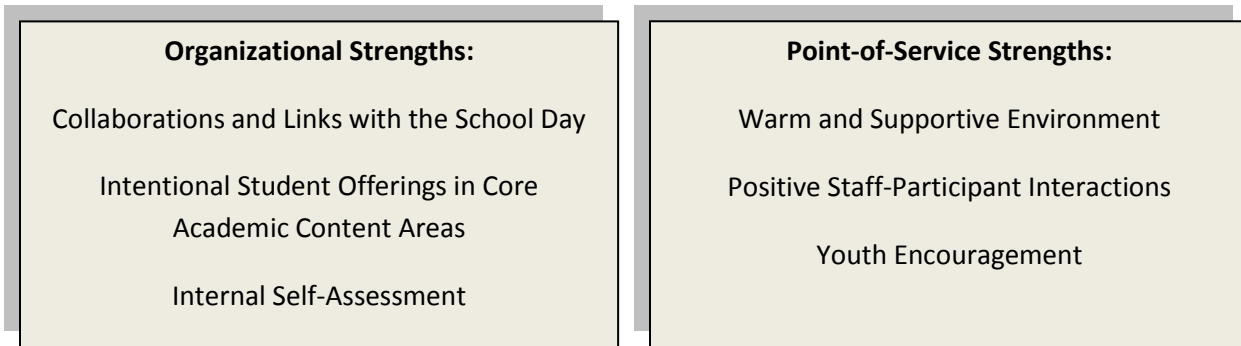 Organizational Strengths:
Collaborations and Links with the School Day
Intentional Student Offerings in Core
Academic Content Areas
Internal Self-Assessment
Point-of-Service Strengths:
Warm and Supportive Environment
Positive Staff-Participant Interactions
Youth Encouragement